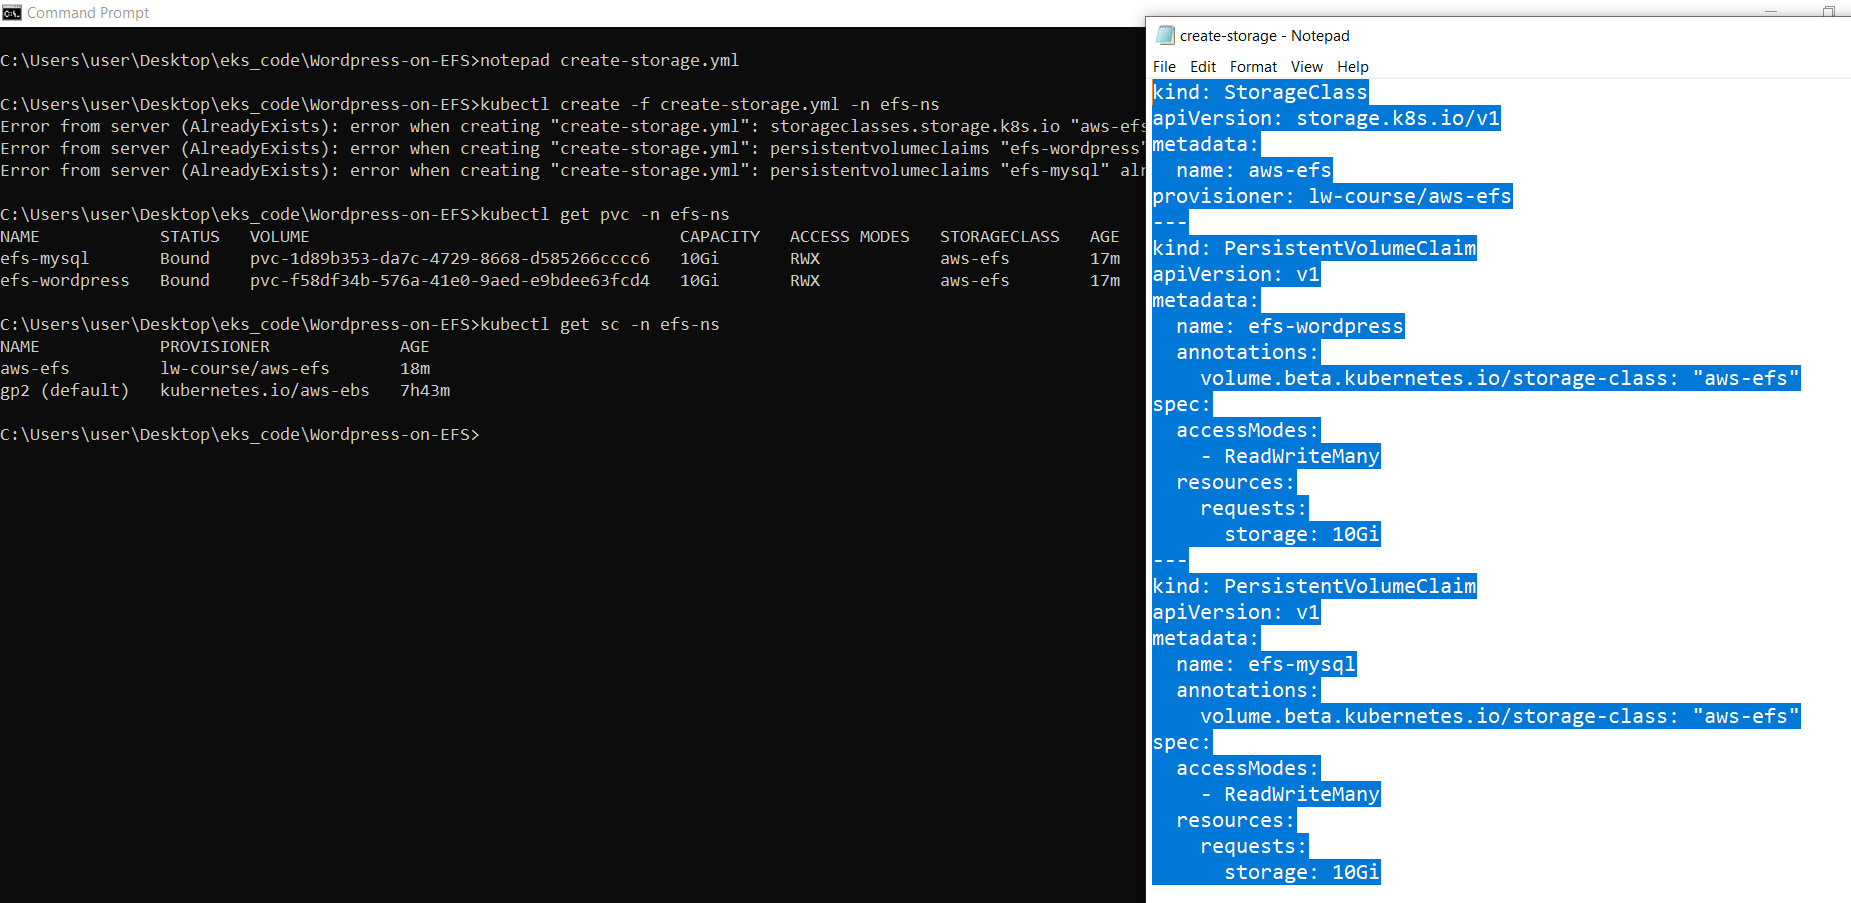 Command Prompt
C:\Users\user\Desktop\eks_code\Wordpress-on-EFS>notepad create-storage.yml
C:\Users\user\Desktop\eks_code\Wordpress-on-EFS>kubectl create -f create-storage.yml -n efs-ns
Error from server (AlreadyExists): error when creating "create-storage.yml": storageclasses.storage.k8s.io "aws-efs
Error from server (AlreadyExists): error when creating "create-storage.yml": persistentvolumeclaims "efs-wordpress"
Error from server (AlreadyExists): error when creating "create-storage.yml": persistentvolumeclaims "efs-mysql" alr
C:\Users\user\Desktop\eks_code\Wordpress-on-EFS>kubectl get pvc -n efs-ns
NAME STATUS VOLUME CAPACITY ACCESS MODES STORAGECLASS AGE
efs-mysql Bound pvc-1d89b353-da7c-4729-8668-d585266cccc6 10Gi RWX aws-efs 17m
efs-wordpress Bound pvc-f58df34b-576a-41e0-9aed-e9bdee63fcd4 10Gi RWX aws-efs 17m
C:\Users\user\Desktop\eks_code\Wordpress-on-EFS>kubectl get sc -n efs-ns
NAME PROVISIONER AGE
aws-efs lw-course/aws-efs 18m
gp2 (default) kubernetes.io/aws-ebs 7h43m
C:\Users\user\Desktop\eks_code\Wordpress-on-EFS>
create-storage - Notepad
File Edit Format View Help
kind: StorageClass
apiVersion: storage.k8s.io/v1
metadata:
  name: aws-efs
provisioner: lw-course/aws-efs
---
kind: PersistentVolumeClaim
apiVersion: v1
metadata:
  name: efs-wordpress
  annotations:
    volume.beta.kubernetes.io/storage-class: "aws-efs"
spec:
  accessModes:
    - ReadWriteMany
  resources:
    requests:
      storage: 10Gi
---
kind: PersistentVolumeClaim
apiVersion: v1
metadata:
  name: efs-mysql
  annotations:
    volume.beta.kubernetes.io/storage-class: "aws-efs"
spec:
  accessModes:
    - ReadWriteMany
  resources:
    requests:
      storage: 10Gi